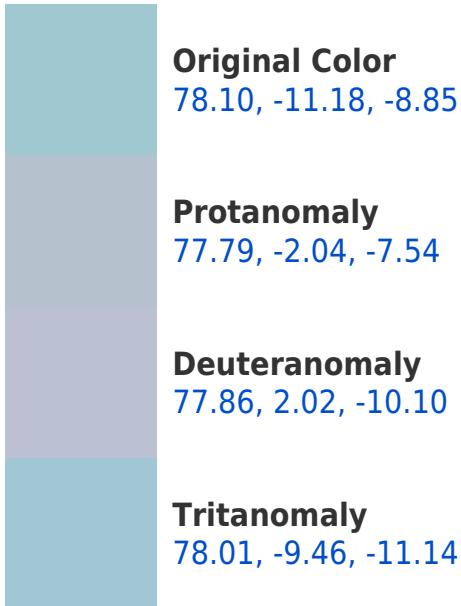 Original Color
78.10, -11.18, -8.85
Protanomaly
77.79, -2.04, -7.54
Deuteranomaly
77.86, 2.02, -10.10
Tritanomaly
78.01, -9.46, -11.14